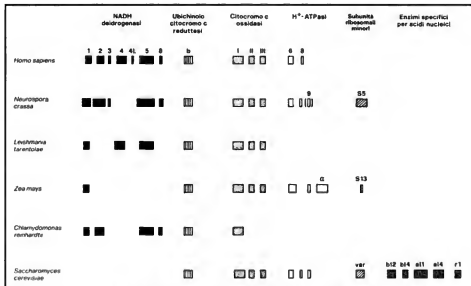 NADH
deidrogenasi
Ubichinolo
citocromo c
reduttasi
Citocromo c
ossidasi
H⁺-ATPasi
Subunità
ribosomali
minori
Enzimi specifici
per acidi nucleici
1 2 3 4 4L 5 6 b I II III 6 8
Homo sapiens
9 S5
Neurospora
crassa
Leishmania
tarentolae
α S13
Zea mays
Chlamydomonas
reinhardtii
var bI2 bI4 aI1 aI4 r1
Saccharomyces
cerevisiae